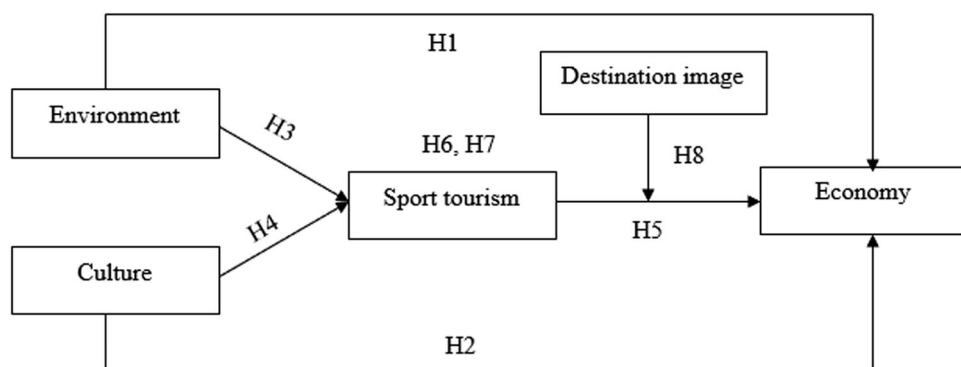 H1
Destination image
Environment
H3
H6, H7
H8
Sport tourism
Economy
H4
H5
Culture
H2